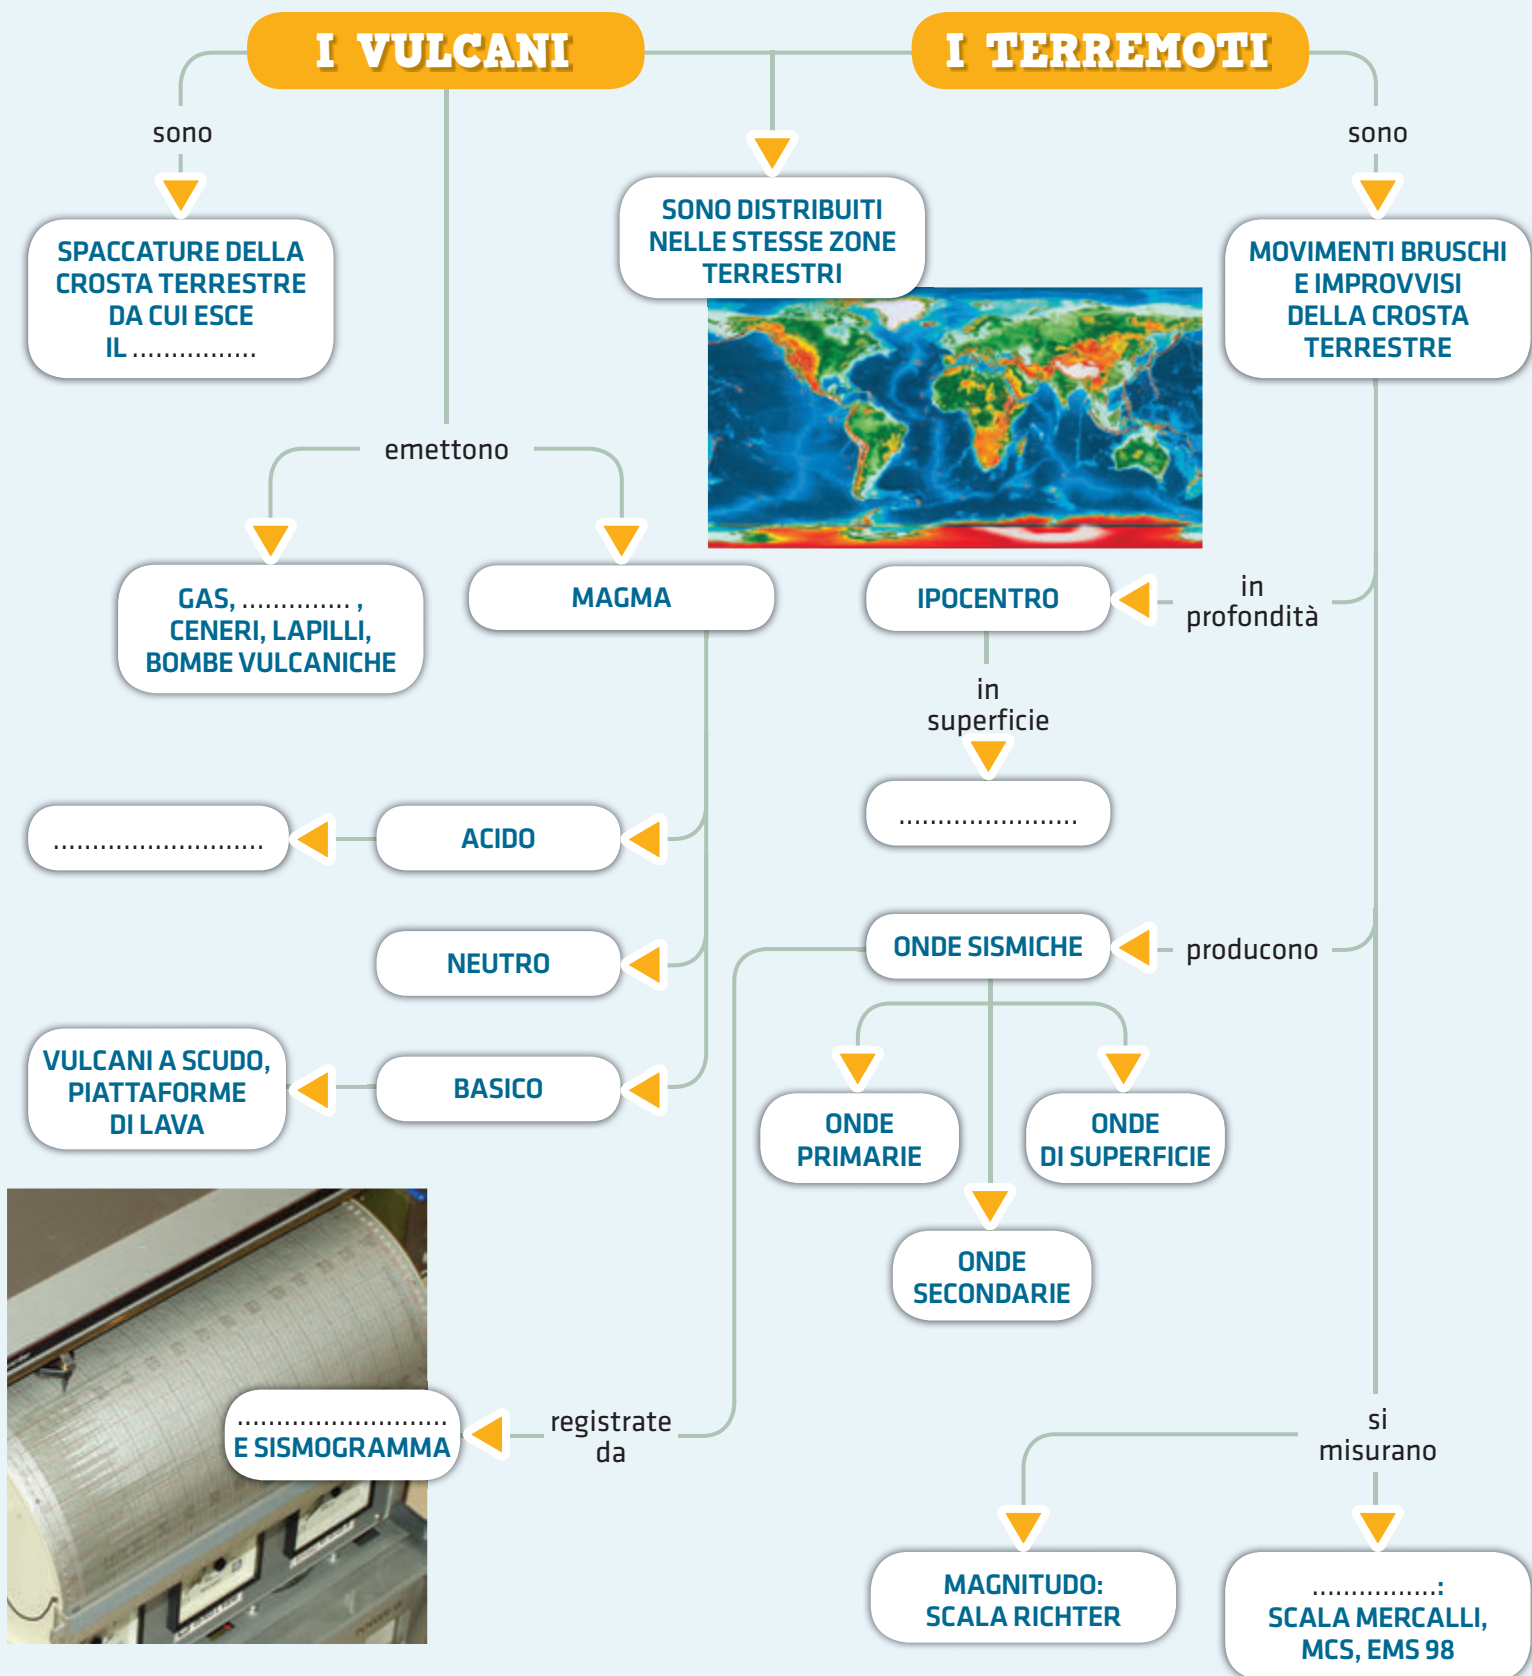 I VULCANI
I TERREMOTI
sono
SPACCATURE DELLA
CROSTA TERRESTRE
DA CUI ESCE
IL ................
SONO DISTRIBUITI
NELLE STESSE ZONE
TERRESTRI
sono
MOVIMENTI BRUSCHI
E IMPROVVISI
DELLA CROSTA
TERRESTRE
emettono
GAS, .............. ,
CENERI, LAPILLI,
BOMBE VULCANICHE
MAGMA
IPOCENTRO
in
profondità
in
superficie
.......................
...........................
ACIDO
NEUTRO
VULCANI A SCUDO,
PIATTAFORME
DI LAVA
BASICO
ONDE SISMICHE
producono
ONDE
PRIMARIE
ONDE
DI SUPERFICIE
ONDE
SECONDARIE
...........................
E SISMOGRAMMA
registrate
da
si
misurano
MAGNITUDO:
SCALA RICHTER
................:
SCALA MERCALLI,
MCS, EMS 98